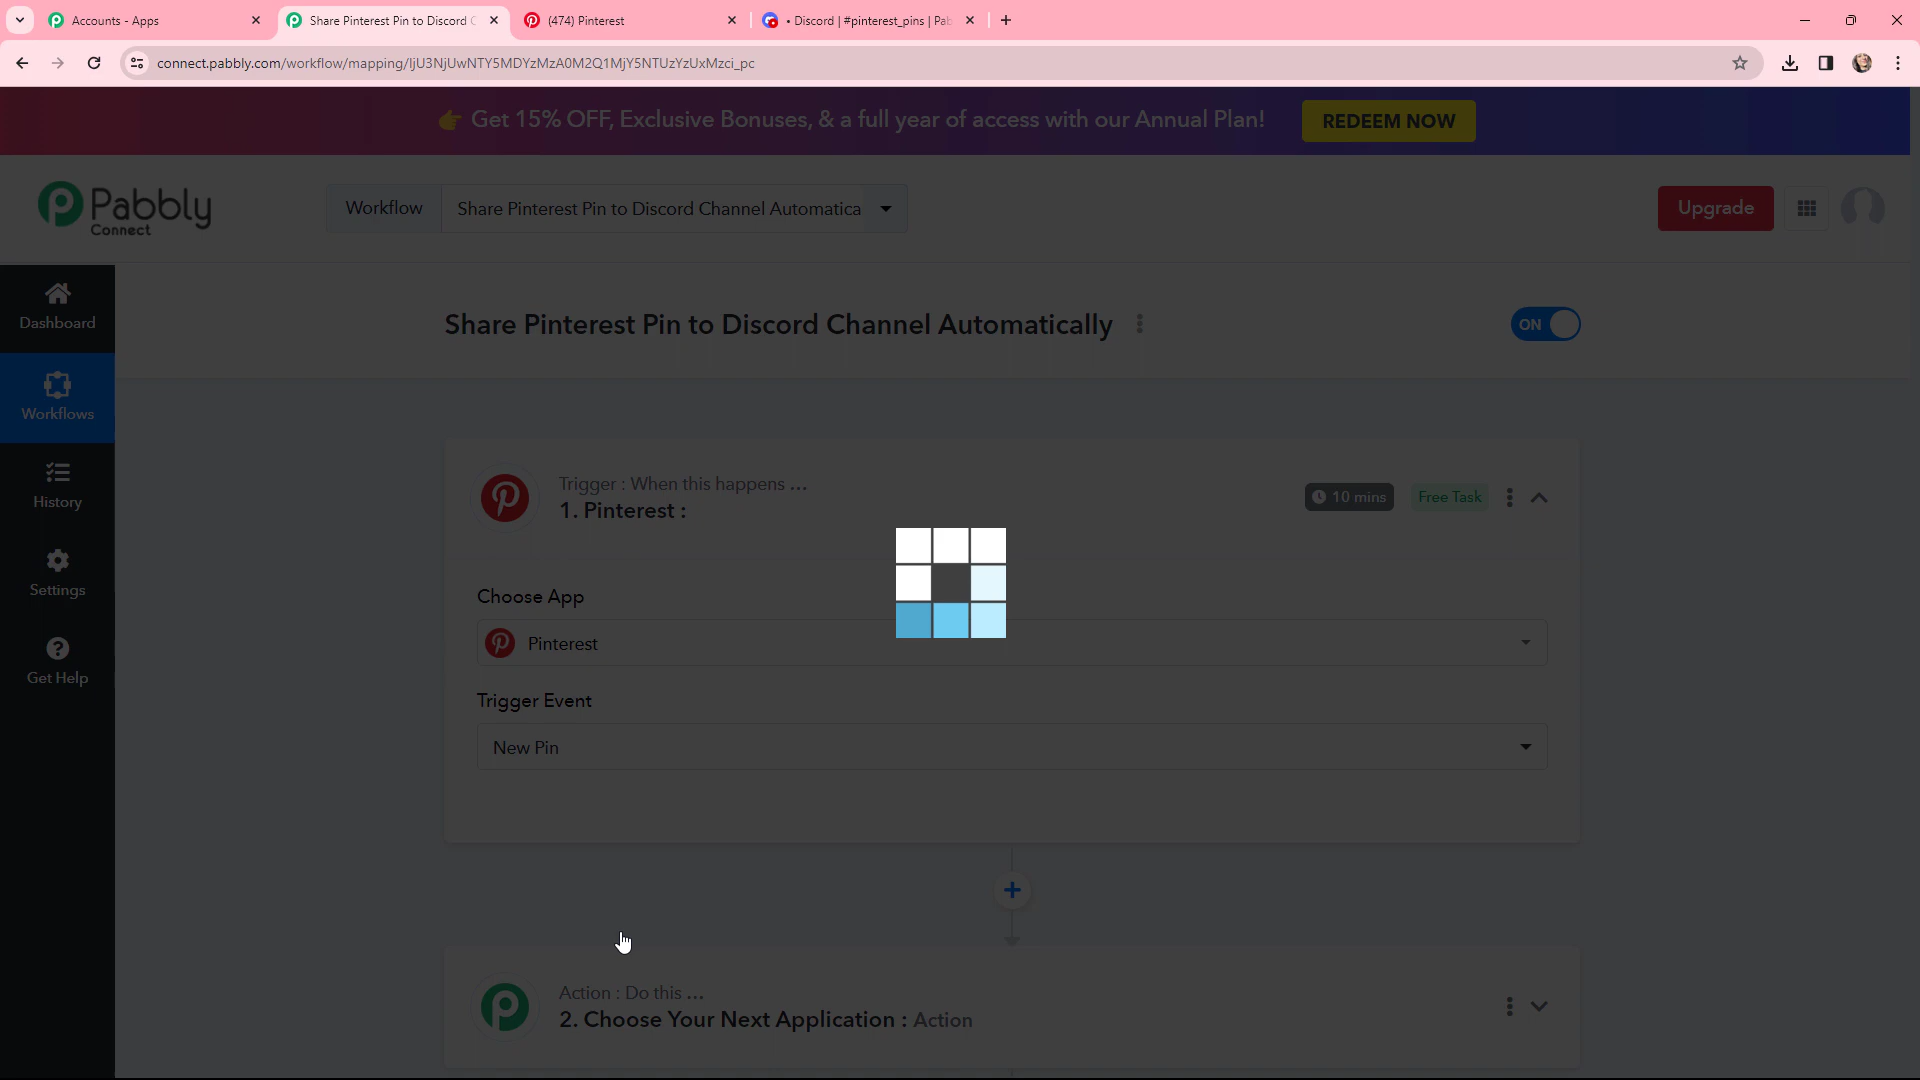 Accounts - Apps
Share Pinterest Pin to Discord C
(474) Pinterest
• Discord | #pinterest_pins | Pab
connect.pabbly.com/workflow/mapping/IjU3NjUwNTY5MDYzMzA0M2Q1MjY5NTUzYzUxMzci_pc
👉 Get 15% OFF, Exclusive Bonuses, & a full year of access with our Annual Plan!
REDEEM NOW
Pabbly
Connect
Workflow
Share Pinterest Pin to Discord Channel Automatica
Upgrade
Dashboard
Workflows
History
Settings
Get Help
Share Pinterest Pin to Discord Channel Automatically
ON
Trigger : When this happens ...
1. Pinterest :
10 mins
Free Task
Choose App
Pinterest
Trigger Event
New Pin
Action : Do this ...
2. Choose Your Next Application : Action